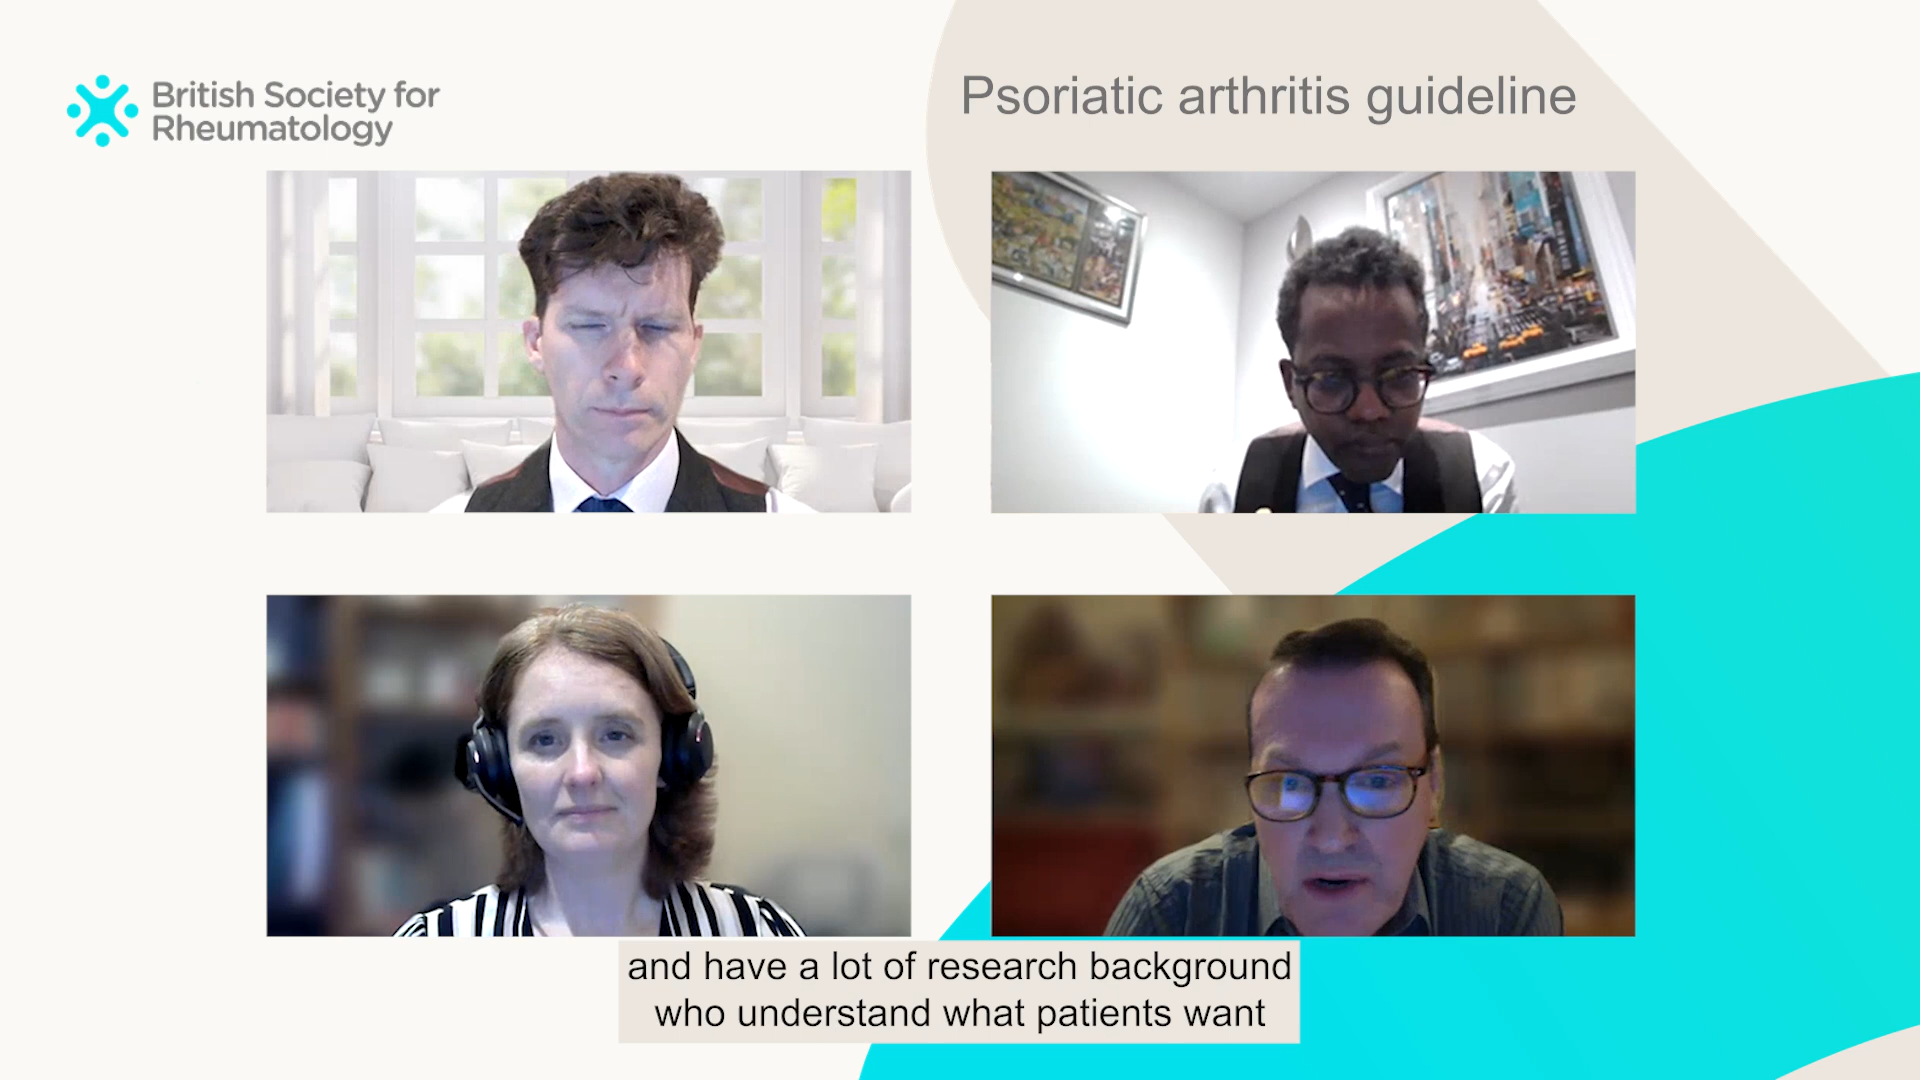 British Society for
Rheumatology
Psoriatic arthritis guideline
and have a lot of research background
who understand what patients want